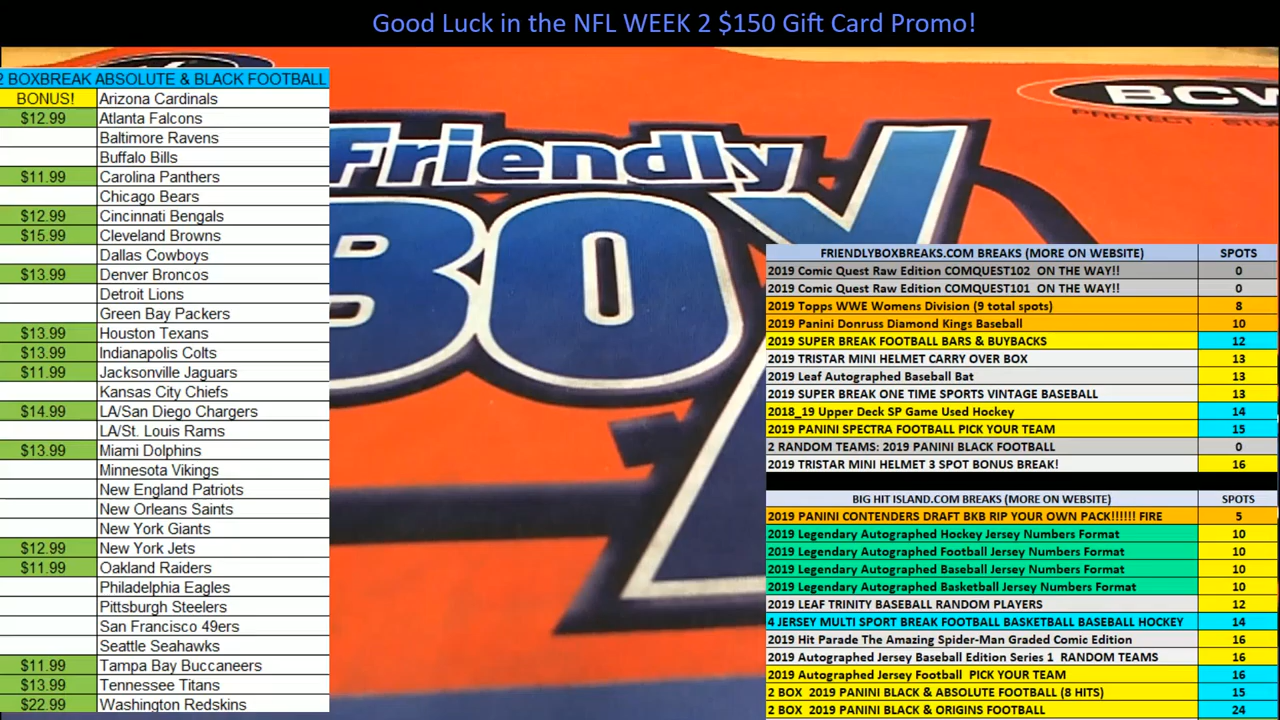 Good Luck in the NFL WEEK 2 $150 Gift Card Promo!
2 BOXBREAK ABSOLUTE & BLACK FOOTBALL
BONUS! Arizona Cardinals
$12.99 Atlanta Falcons
Baltimore Ravens
Buffalo Bills
$11.99 Carolina Panthers
Chicago Bears
$12.99 Cincinnati Bengals
$15.99 Cleveland Browns
Dallas Cowboys
$13.99 Denver Broncos
Detroit Lions
Green Bay Packers
$13.99 Houston Texans
$13.99 Indianapolis Colts
$11.99 Jacksonville Jaguars
Kansas City Chiefs
$14.99 LA/San Diego Chargers
LA/St. Louis Rams
$13.99 Miami Dolphins
Minnesota Vikings
New England Patriots
New Orleans Saints
New York Giants
$12.99 New York Jets
$11.99 Oakland Raiders
Philadelphia Eagles
Pittsburgh Steelers
San Francisco 49ers
Seattle Seahawks
$11.99 Tampa Bay Buccaneers
$13.99 Tennessee Titans
$22.99 Washington Redskins
Friendly
BOX
BCW
PROTECT
FRIENDLYBOXBREAKS.COM BREAKS (MORE ON WEBSITE) SPOTS
2019 Comic Quest Raw Edition COMQUEST102 ON THE WAY!! 0
2019 Comic Quest Raw Edition COMQUEST101 ON THE WAY!! 0
2019 Topps WWE Womens Division (9 total spots) 8
2019 Panini Donruss Diamond Kings Baseball 10
2019 SUPER BREAK FOOTBALL BARS & BUYBACKS 12
2019 TRISTAR MINI HELMET CARRY OVER BOX 13
2019 Leaf Autographed Baseball Bat 13
2019 SUPER BREAK ONE TIME SPORTS VINTAGE BASEBALL 13
2018_19 Upper Deck SP Game Used Hockey 14
2019 PANINI SPECTRA FOOTBALL PICK YOUR TEAM 15
2 RANDOM TEAMS: 2019 PANINI BLACK FOOTBALL 0
2019 TRISTAR MINI HELMET 3 SPOT BONUS BREAK! 16
BIG HIT ISLAND.COM BREAKS (MORE ON WEBSITE) SPOTS
2019 PANINI CONTENDERS DRAFT BKB RIP YOUR OWN PACK!!!!!! FIRE 5
2019 Legendary Autographed Hockey Jersey Numbers Format 10
2019 Legendary Autographed Football Jersey Numbers Format 10
2019 Legendary Autographed Baseball Jersey Numbers Format 10
2019 Legendary Autographed Basketball Jersey Numbers Format 10
2019 LEAF TRINITY BASEBALL RANDOM PLAYERS 12
4 JERSEY MULTI SPORT BREAK FOOTBALL BASKETBALL BASEBALL HOCKEY 14
2019 Hit Parade The Amazing Spider-Man Graded Comic Edition 16
2019 Autographed Jersey Baseball Edition Series 1 RANDOM TEAMS 16
2019 Autographed Jersey Football PICK YOUR TEAM 16
2 BOX 2019 PANINI BLACK & ABSOLUTE FOOTBALL (8 HITS) 15
2 BOX 2019 PANINI BLACK & ORIGINS FOOTBALL 24